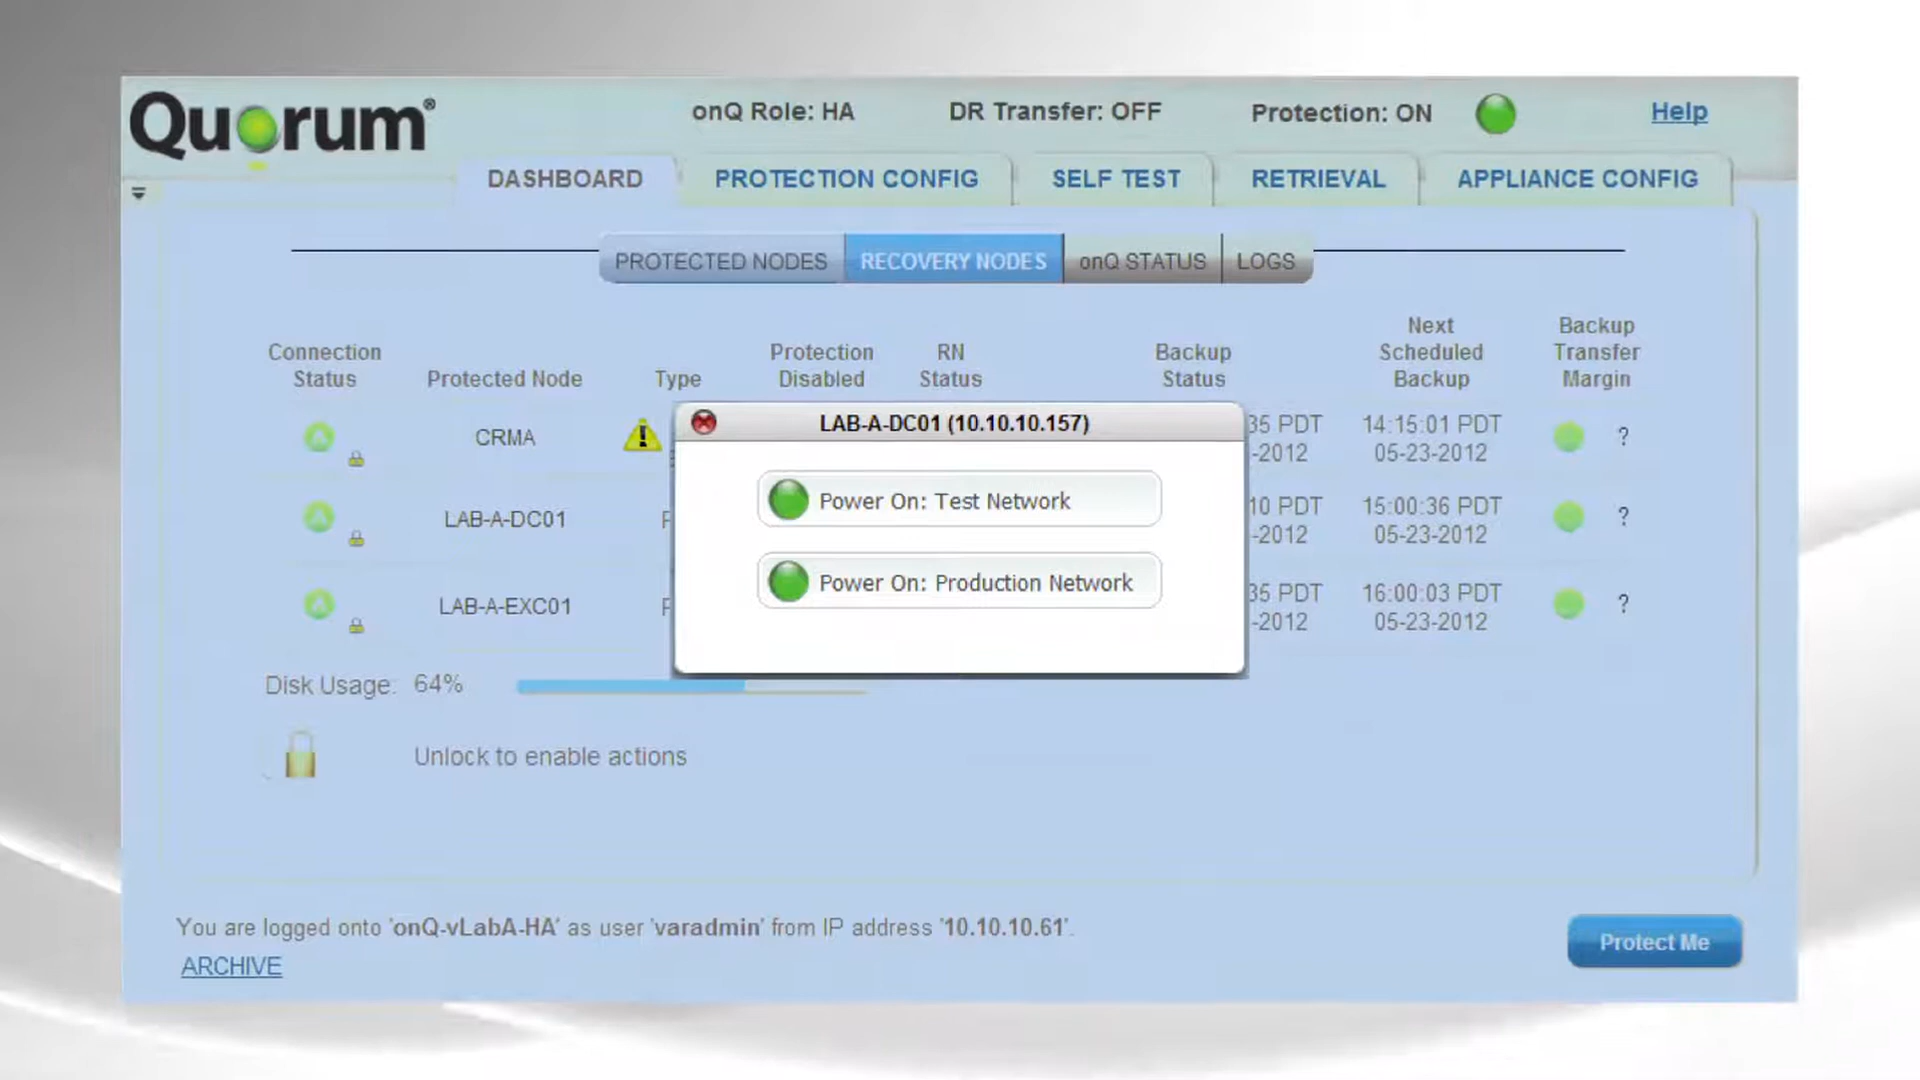 Quorum®
onQ Role: HA
DR Transfer: OFF
Protection: ON
Help
DASHBOARD
PROTECTION CONFIG
SELF TEST
RETRIEVAL
APPLIANCE CONFIG
PROTECTED NODES
RECOVERY NODES
onQ STATUS
LOGS
Connection
Status
Protected Node
Type
Protection
Disabled
RN
Status
Backup
Status
Next
Scheduled
Backup
Backup
Transfer
Margin
LAB-A-DC01 (10.10.10.157)
Power On: Test Network
Power On: Production Network
CRMA
35 PDT
-2012
14:15:01 PDT
05-23-2012
?
LAB-A-DC01
10 PDT
-2012
15:00:36 PDT
05-23-2012
?
LAB-A-EXC01
35 PDT
-2012
16:00:03 PDT
05-23-2012
?
Disk Usage: 64%
Unlock to enable actions
You are logged onto 'onQ-vLabA-HA' as user 'varadmin' from IP address '10.10.10.61'.
ARCHIVE
Protect Me